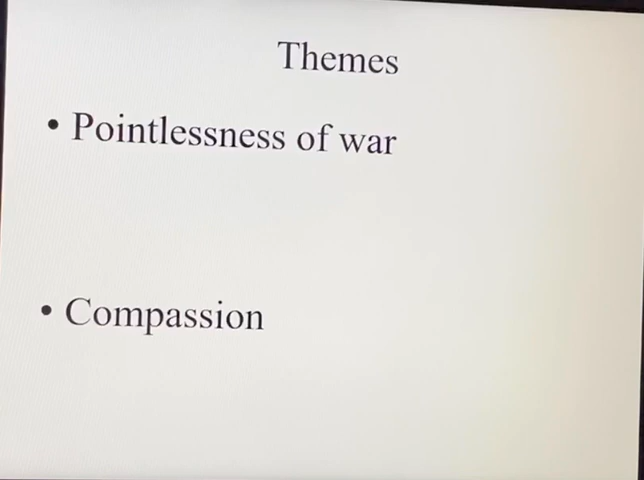 Themes
• Pointlessness of war
• Compassion